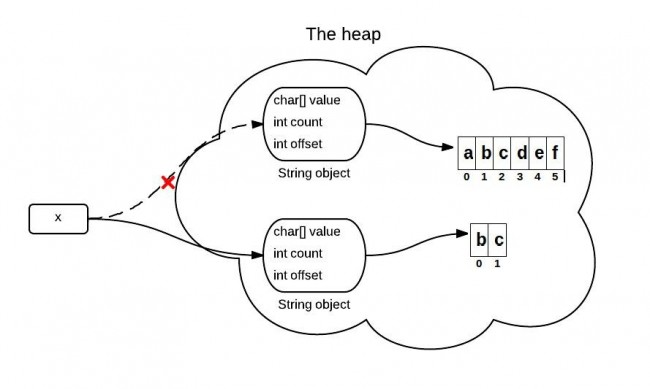 The heap
char[] value
int count
int offset
String object
a b c d e f
0 1 2 3 4 5
x
char[] value
int count
int offset
String object
b c
0 1